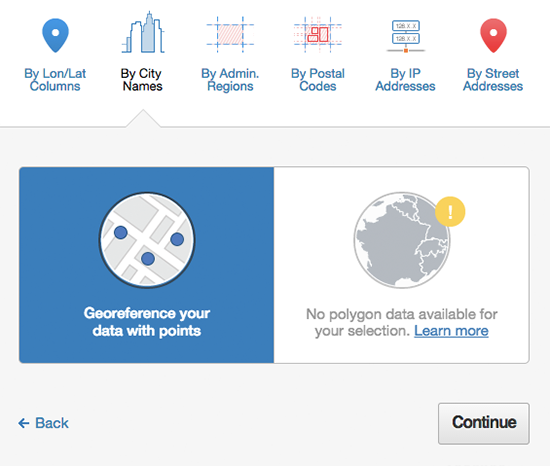 128 X X
128 X X
By Lon/Lat
Columns
By City
Names
By Admin.
Regions
By Postal
Codes
By IP
Addresses
By Street
Addresses
!
Georeference your
data with points
No polygon data available for
your selection. Learn more
← Back
Continue